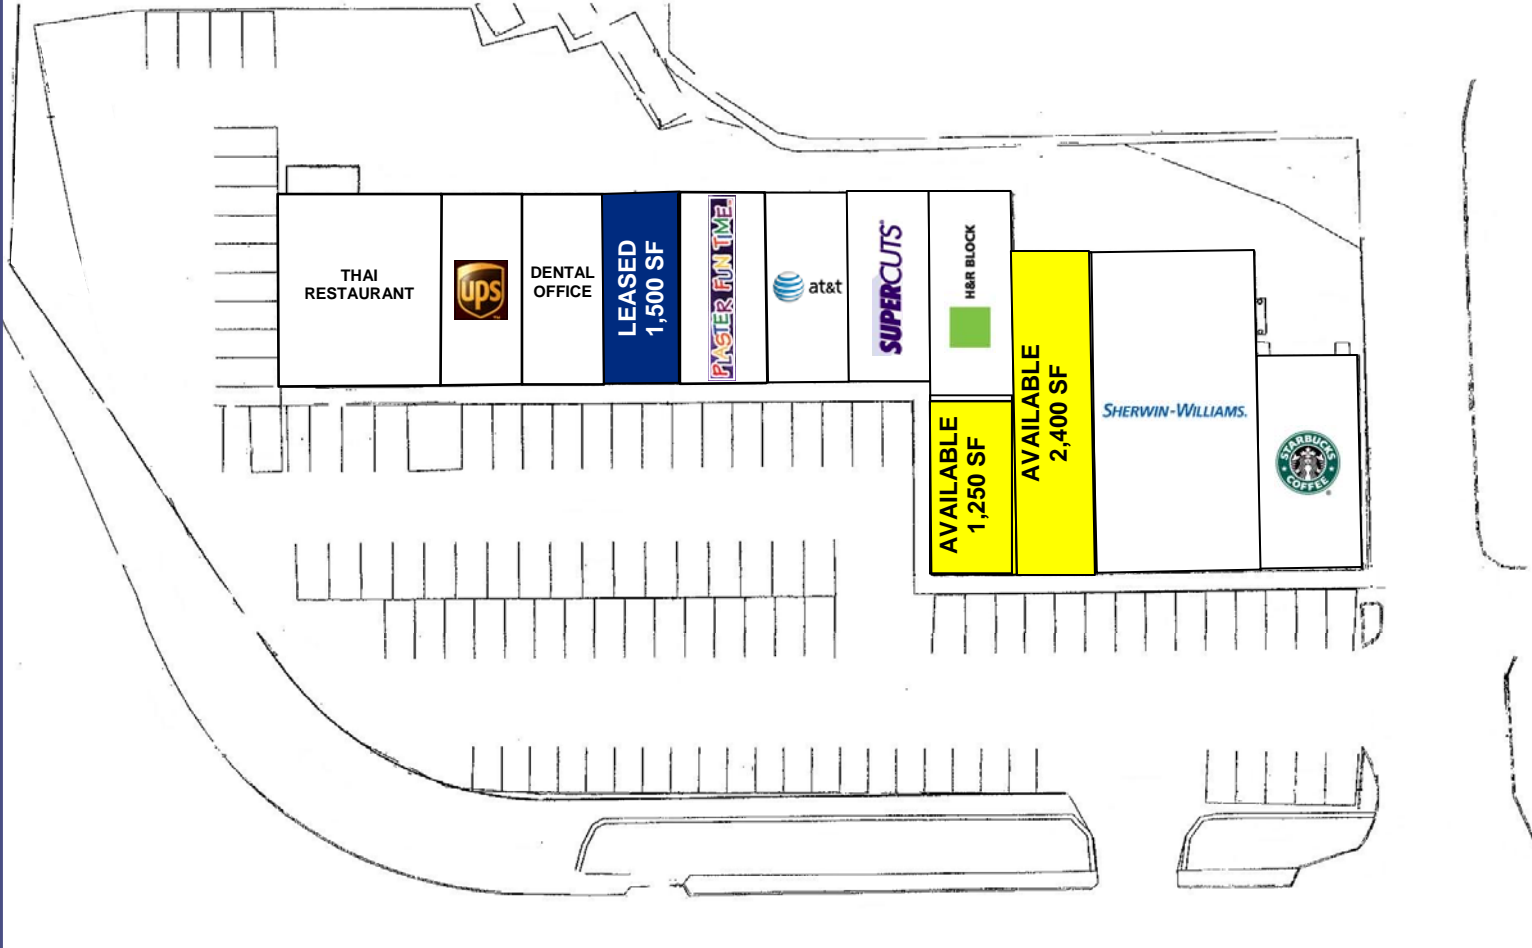 THAI
RESTAURANT
ups
DENTAL
OFFICE
LEASED
1,500 SF
PLASTER FUN TIME
at&t
SUPERCUTS
H&R BLOCK
AVAILABLE
1,250 SF
AVAILABLE
2,400 SF
SHERWIN-WILLIAMS.
STARBUCKS
COFFEE